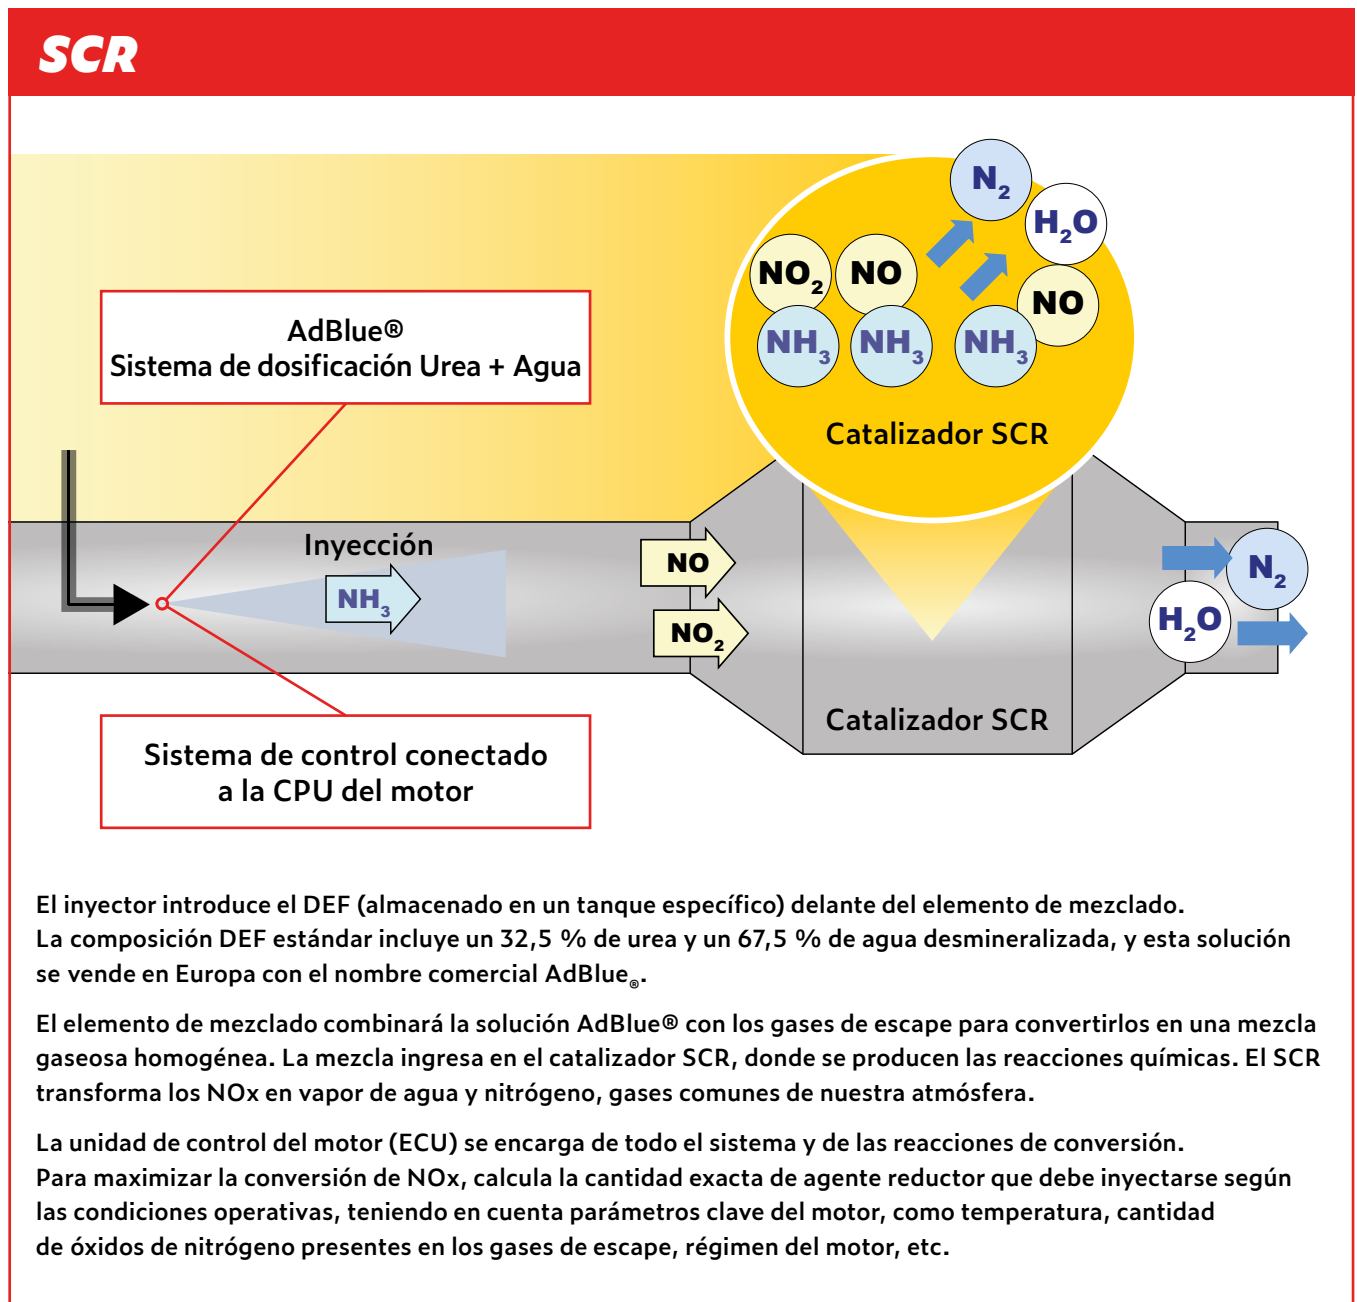 SCR
N₂
H₂O
NO₂
NO
NO
NH₃
NH₃
NH₃
Catalizador SCR
AdBlue®
Sistema de dosificación Urea + Agua
Inyección
NH₃
NO
NO₂
N₂
H₂O
Catalizador SCR
Sistema de control conectado
a la CPU del motor
El inyector introduce el DEF (almacenado en un tanque específico) delante del elemento de mezclado.
La composición DEF estándar incluye un 32,5 % de urea y un 67,5 % de agua desmineralizada, y esta solución
se vende en Europa con el nombre comercial AdBlue®.
El elemento de mezclado combinará la solución AdBlue® con los gases de escape para convertirlos en una mezcla
gaseosa homogénea. La mezcla ingresa en el catalizador SCR, donde se producen las reacciones químicas. El SCR
transforma los NOx en vapor de agua y nitrógeno, gases comunes de nuestra atmósfera.
La unidad de control del motor (ECU) se encarga de todo el sistema y de las reacciones de conversión.
Para maximizar la conversión de NOx, calcula la cantidad exacta de agente reductor que debe inyectarse según
las condiciones operativas, teniendo en cuenta parámetros clave del motor, como temperatura, cantidad
de óxidos de nitrógeno presentes en los gases de escape, régimen del motor, etc.